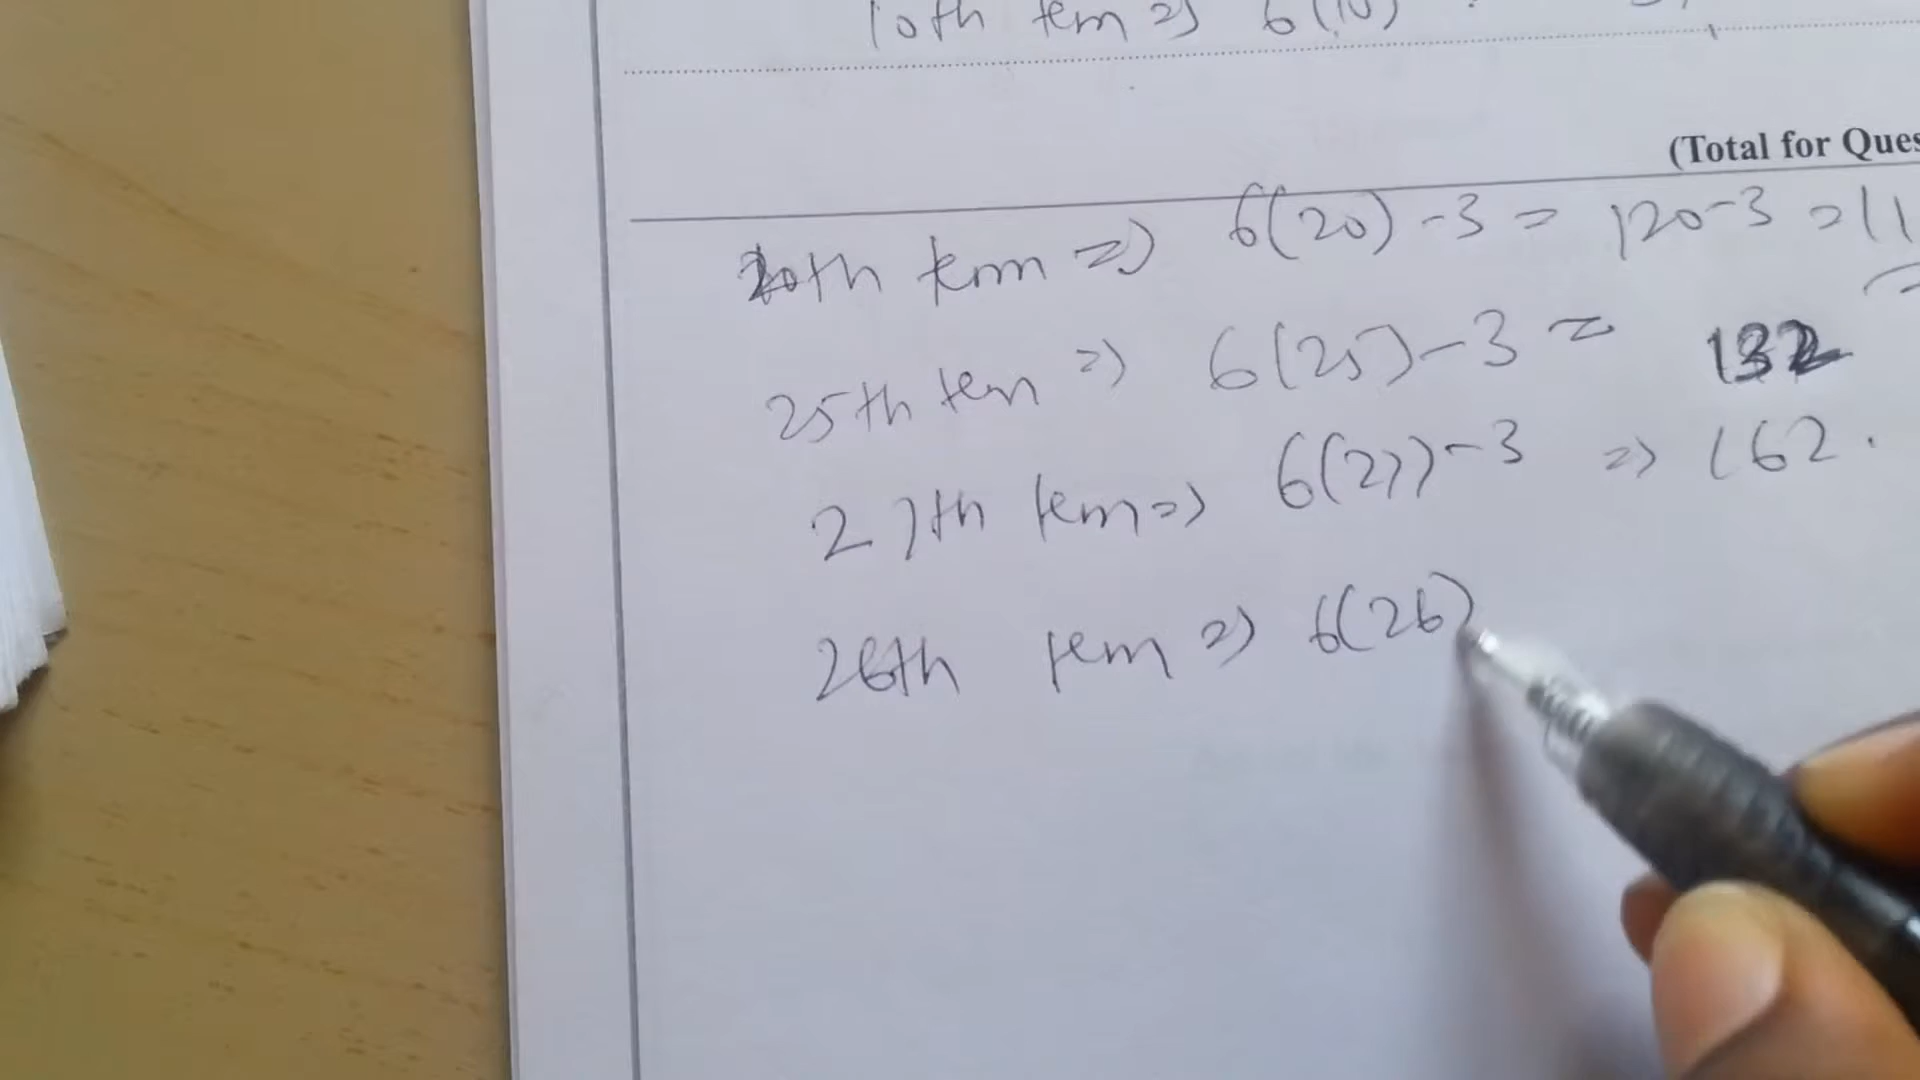 10th term => 6(10)
(Total for Ques
20th term => 6(20) - 3 = 120 - 3 = 11
25th term => 6(25) - 3 =
27th term => 6(27) - 3 => 162.
26th term => 6(26)